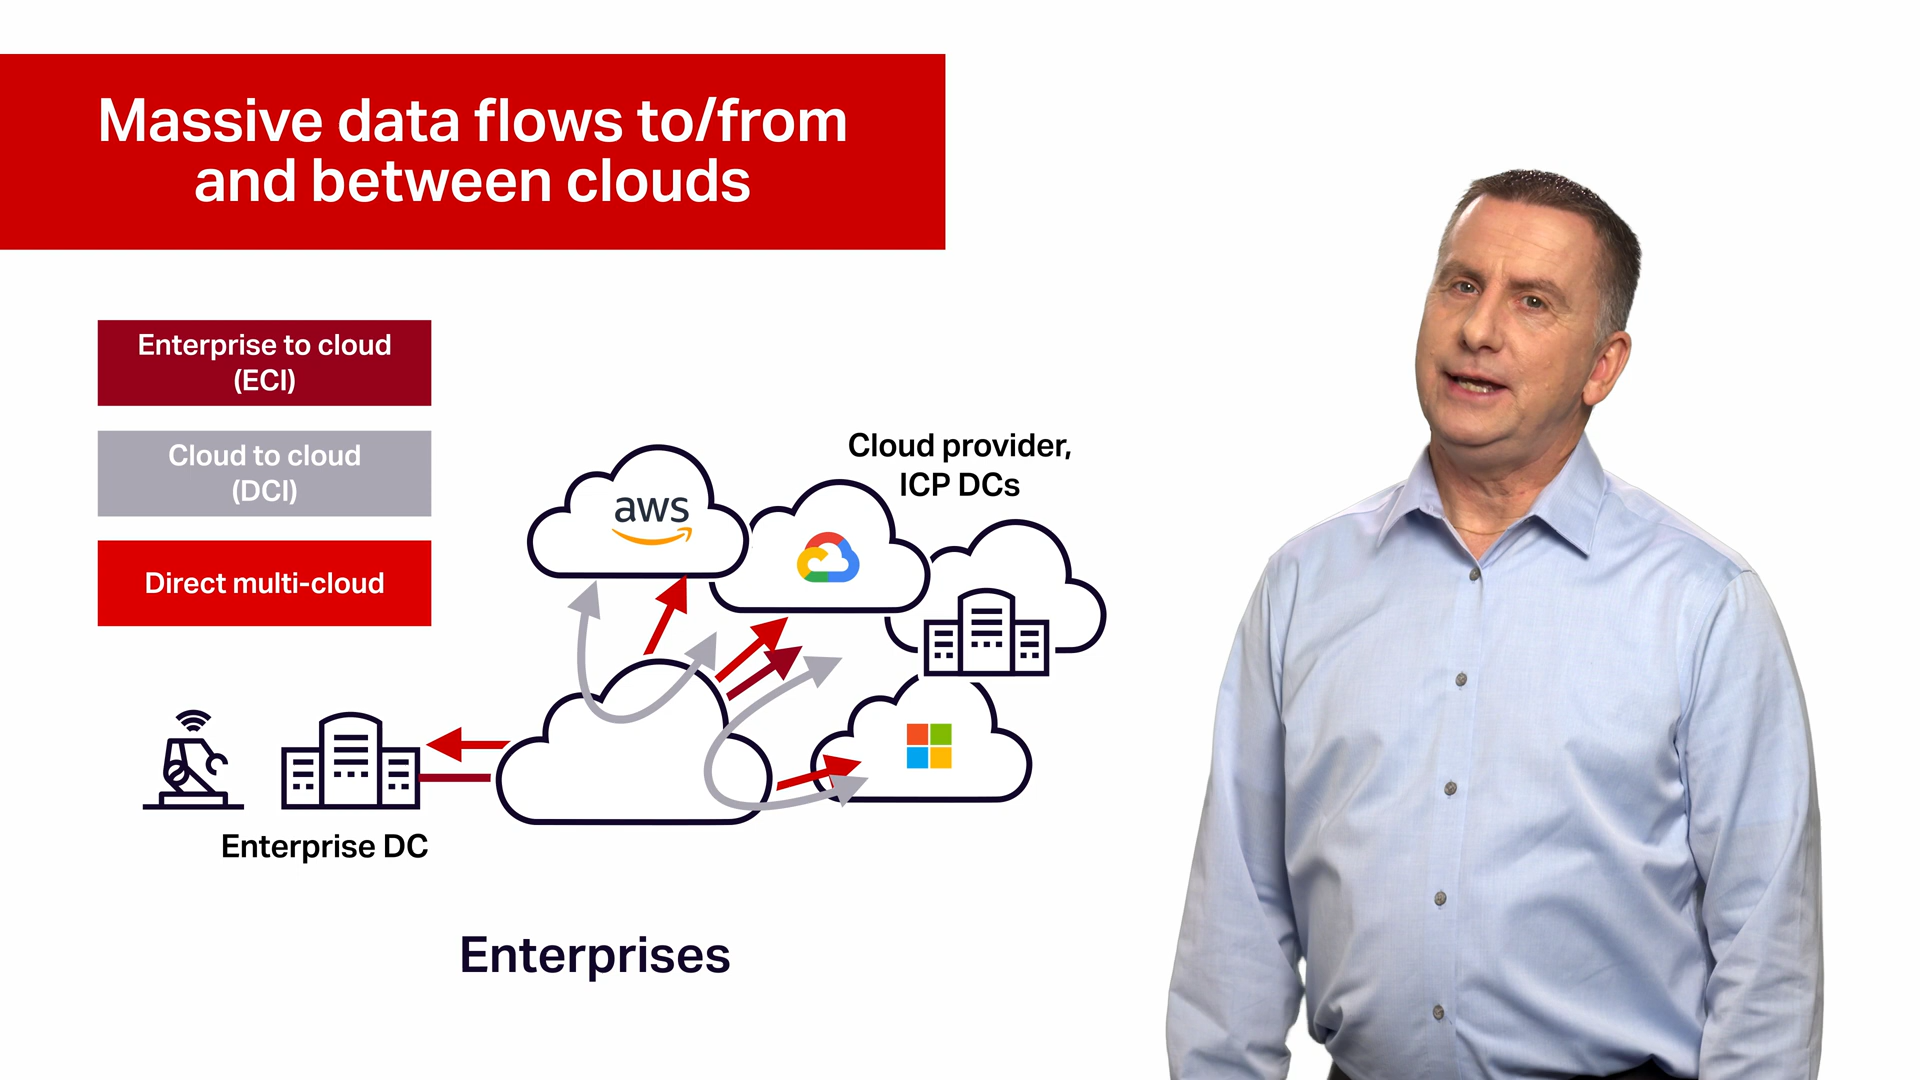 Massive data flows to/from
and between clouds
Enterprise to cloud
(ECI)
Cloud to cloud
(DCI)
Direct multi-cloud
Cloud provider,
ICP DCs
aws
Enterprise DC
Enterprises